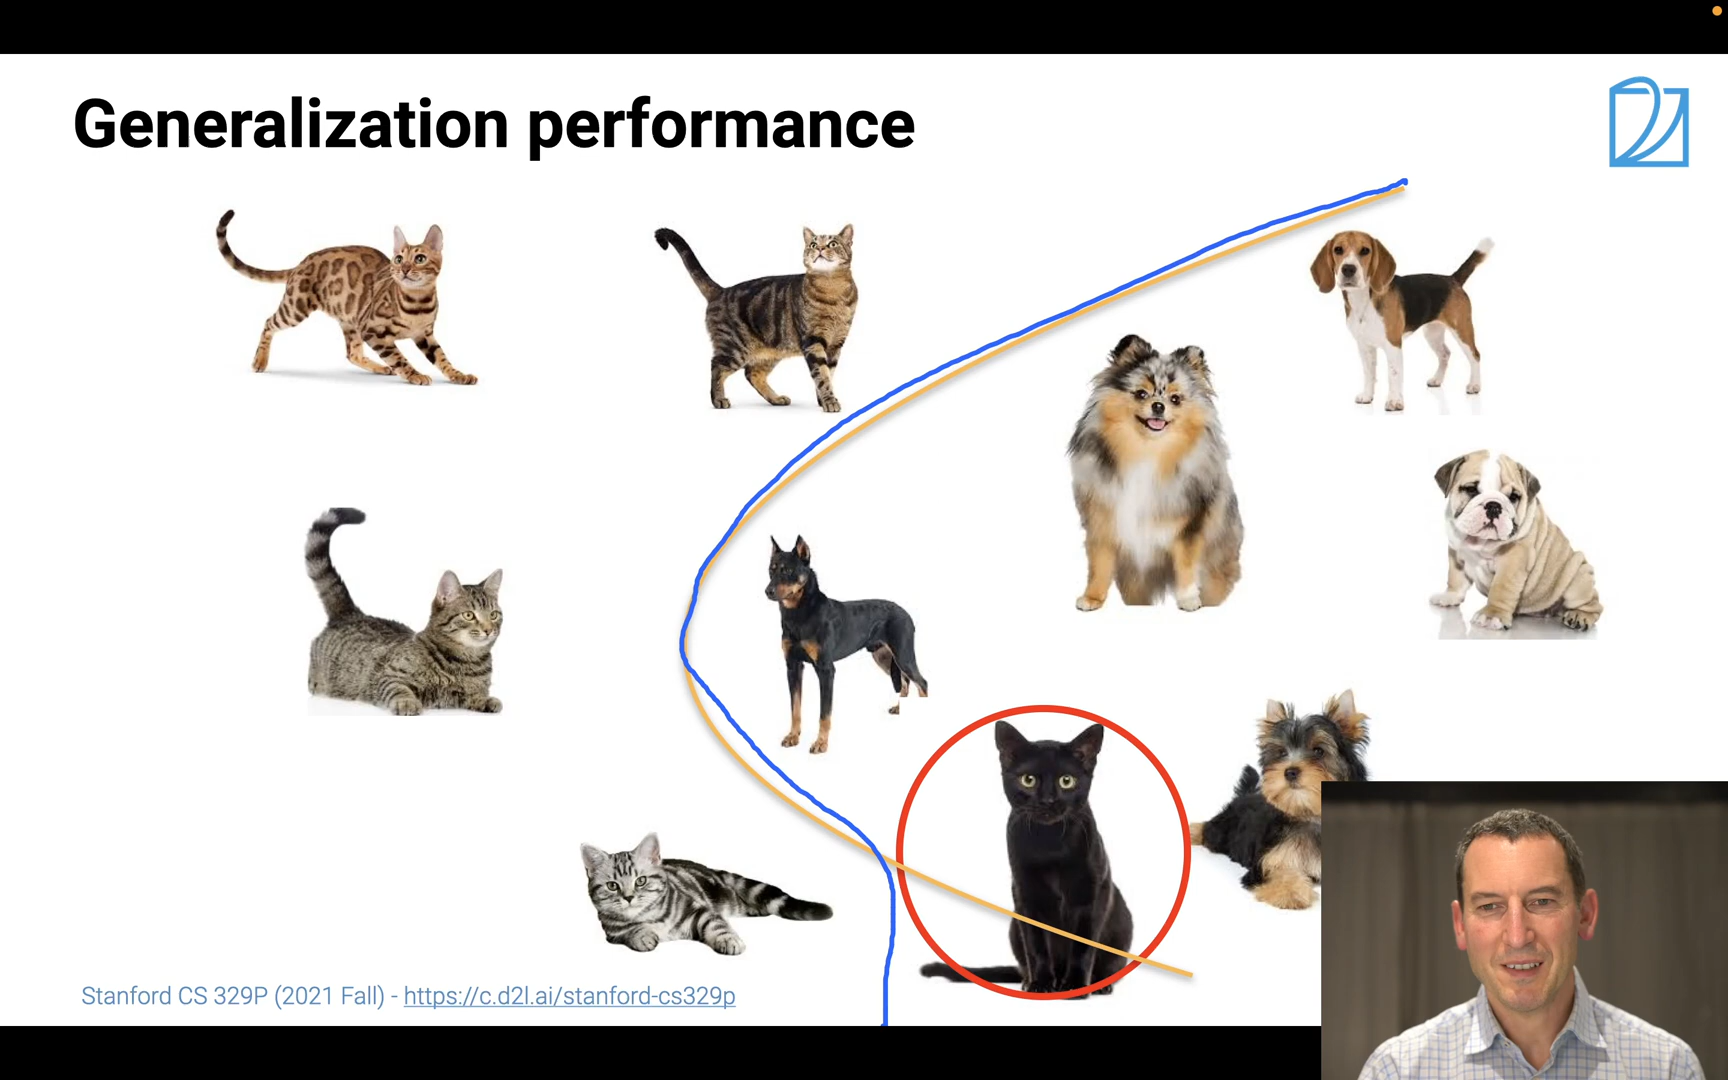 Generalization performance
Stanford CS 329P (2021 Fall) - https://c.d2l.ai/stanford-cs329p